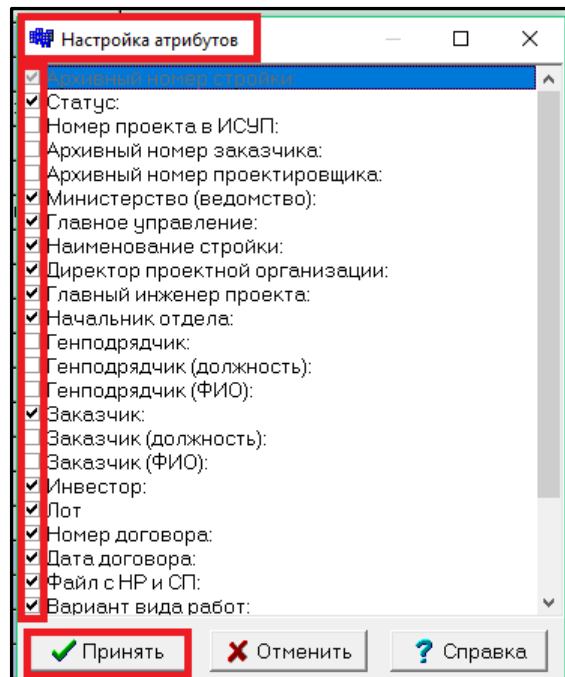 Настройка атрибутов
Архивный номер стройки:
Статус:
Номер проекта в ИСУП:
Архивный номер заказчика:
Архивный номер проектировщика:
Министерство (ведомство):
Главное управление:
Наименование стройки:
Директор проектной организации:
Главный инженер проекта:
Начальник отдела:
Генподрядчик:
Генподрядчик (должность):
Генподрядчик (ФИО):
Заказчик:
Заказчик (должность):
Заказчик (ФИО):
Инвестор:
Лот
Номер договора:
Дата договора:
Файл с НР и СП:
Вариант вида работ:
Принять Отменить Справка